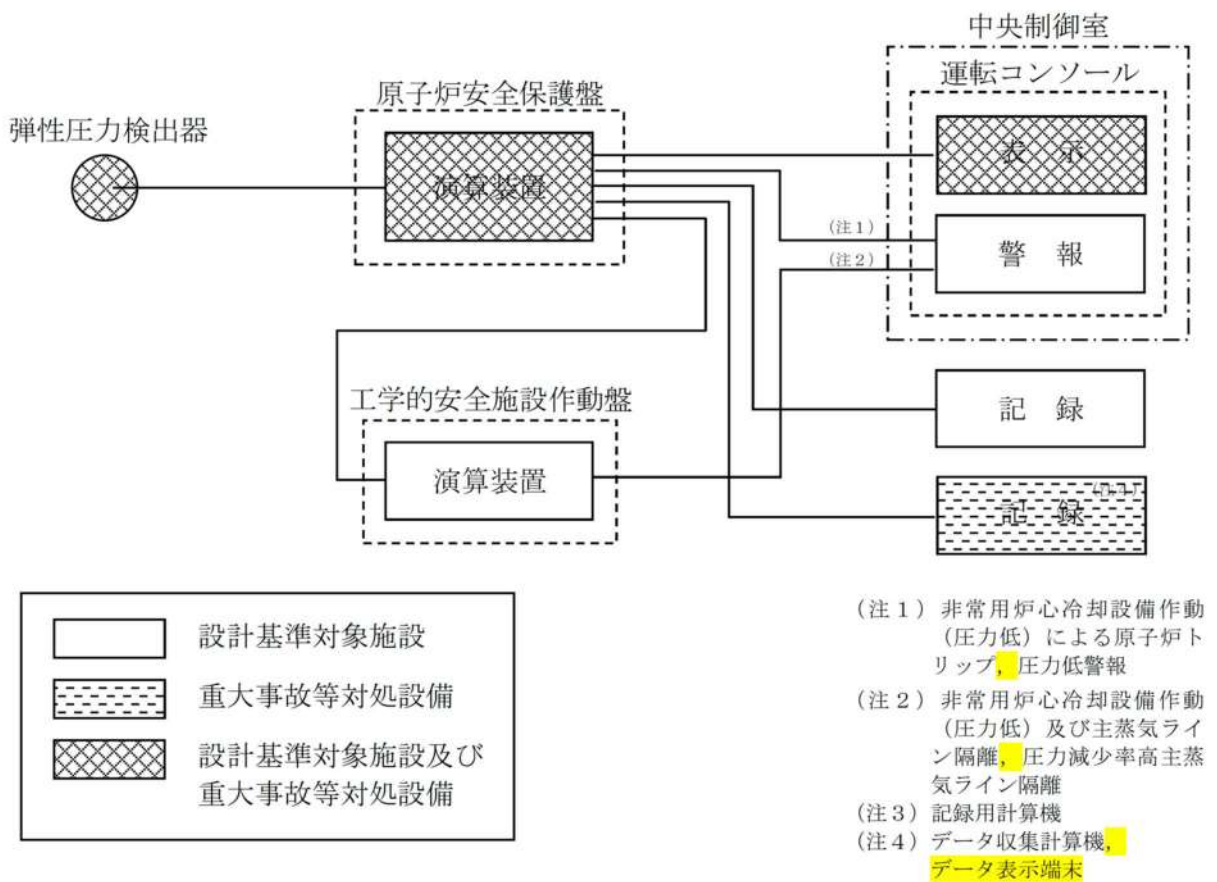 中央制御室
運転コンソール
原子炉安全保護盤
弾性圧力検出器
表 示
演算装置
(注1)
警 報
(注2)
記 録
工学的安全施設作動盤
演算装置
(注4)
記 録
設計基準対象施設
重大事故等対処設備
設計基準対象施設及び
重大事故等対処設備
(注1) 非常用炉心冷却設備作動
(圧力低)による原子炉ト
リップ,圧力低警報
(注2) 非常用炉心冷却設備作動
(圧力低)及び主蒸気ライ
ン隔離,圧力減少率高主蒸
気ライン隔離
(注3) 記録用計算機
(注4) データ収集計算機,
データ表示端末